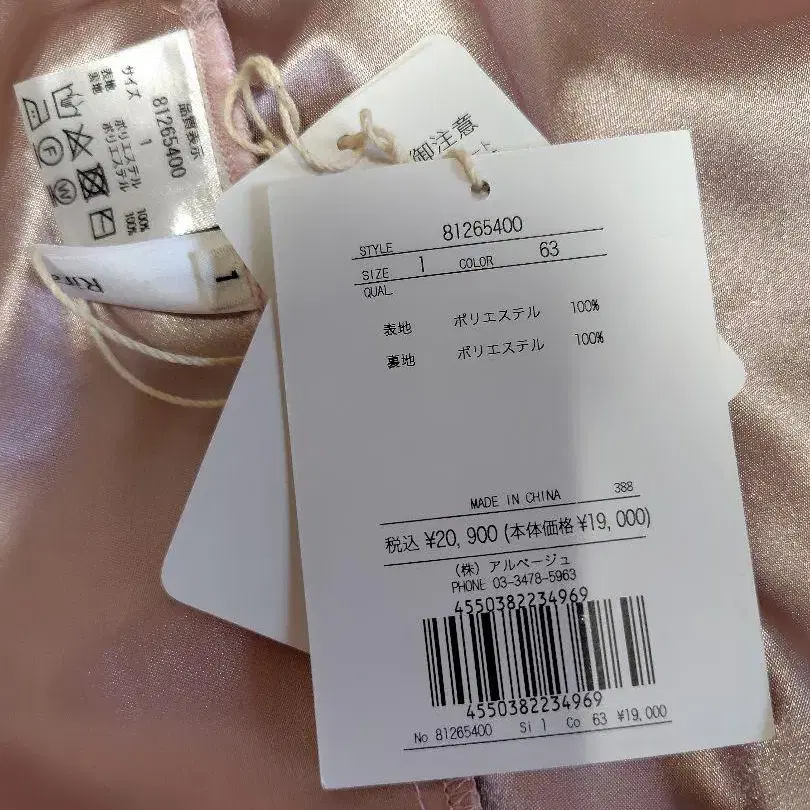 品質表示
81265400
サイズ 1
表地 ポリエステル 100%
裏地 ポリエステル 100%
F
W
1
御注意
STYLE 81265400
SIZE 1 COLOR 63
QUAL
表地 ポリエステル 100%
裏地 ポリエステル 100%
MADE IN CHINA 388
税込 ¥20,900 (本体価格 ¥19,000)
(株) アルページュ
PHONE 03-3478-5963
4550382234969
4550382234969
No 81265400 Si 1 Co 63 ¥19,000